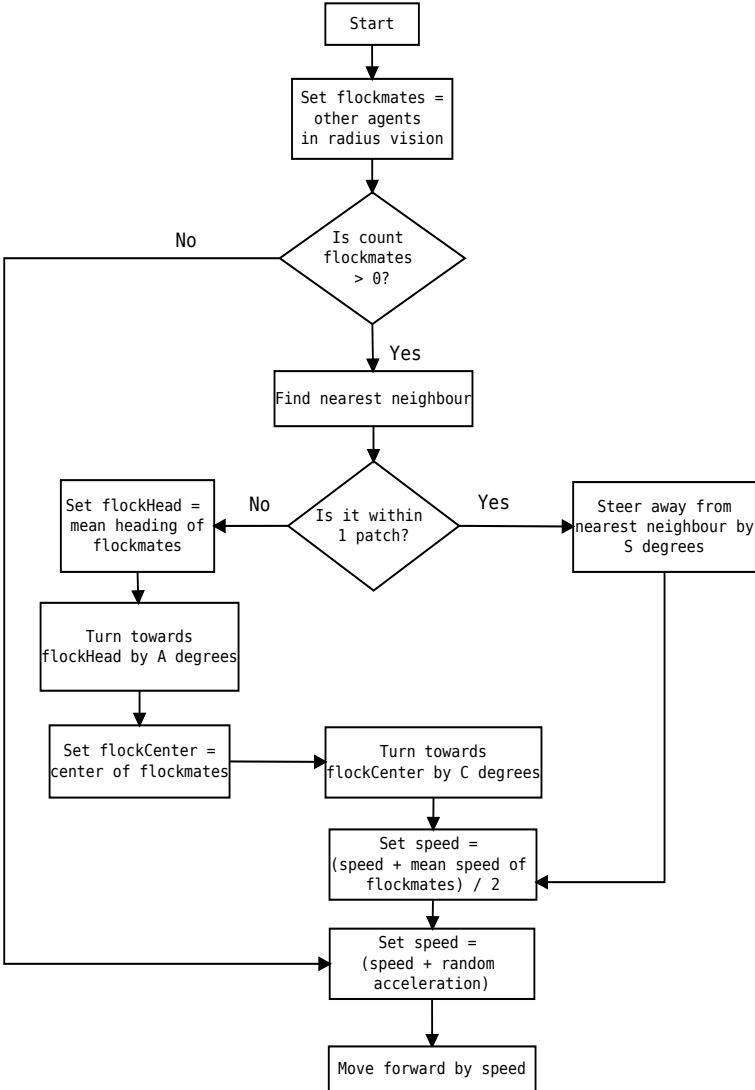 Start
Set flockmates =
other agents
in radius vision
Is count
flockmates
> 0?
No
Yes
Find nearest neighbour
Is it within
1 patch?
No
Yes
Set flockHead =
mean heading of
flockmates
Steer away from
nearest neighbour by
S degrees
Turn towards
flockHead by A degrees
Set flockCenter =
center of flockmates
Turn towards
flockCenter by C degrees
Set speed =
(speed + mean speed of
flockmates) / 2
Set speed =
(speed + random
acceleration)
Move forward by speed